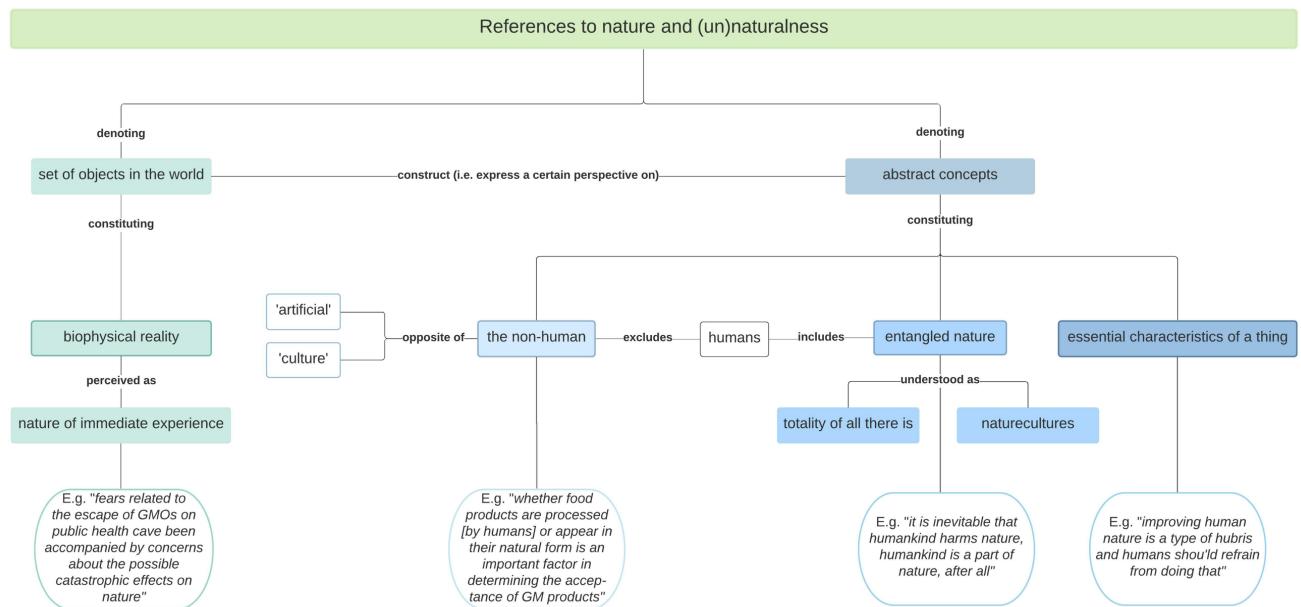 References to nature and (un)naturalness
denoting
denoting
set of objects in the world
construct (i.e. express a certain perspective on)
abstract concepts
constituting
constituting
'artificial'
'culture'
biophysical reality
opposite of
the non-human
excludes
humans
includes
entangled nature
essential characteristics of a thing
perceived as
understood as
nature of immediate experience
totality of all there is
naturecultures
E.g. "fears related to
the escape of GMOs on
public health cave been
accompanied by concerns
about the possible
catastrophic effects on
nature"
E.g. "whether food
products are processed
[by humans] or appear in
their natural form is an
important factor in
determining the accep-
tance of GM products"
E.g. "it is inevitable that
humankind harms nature,
humankind is a part of
nature, after all"
E.g. "improving human
nature is a type of hubris
and humans shou'ld refrain
from doing that"